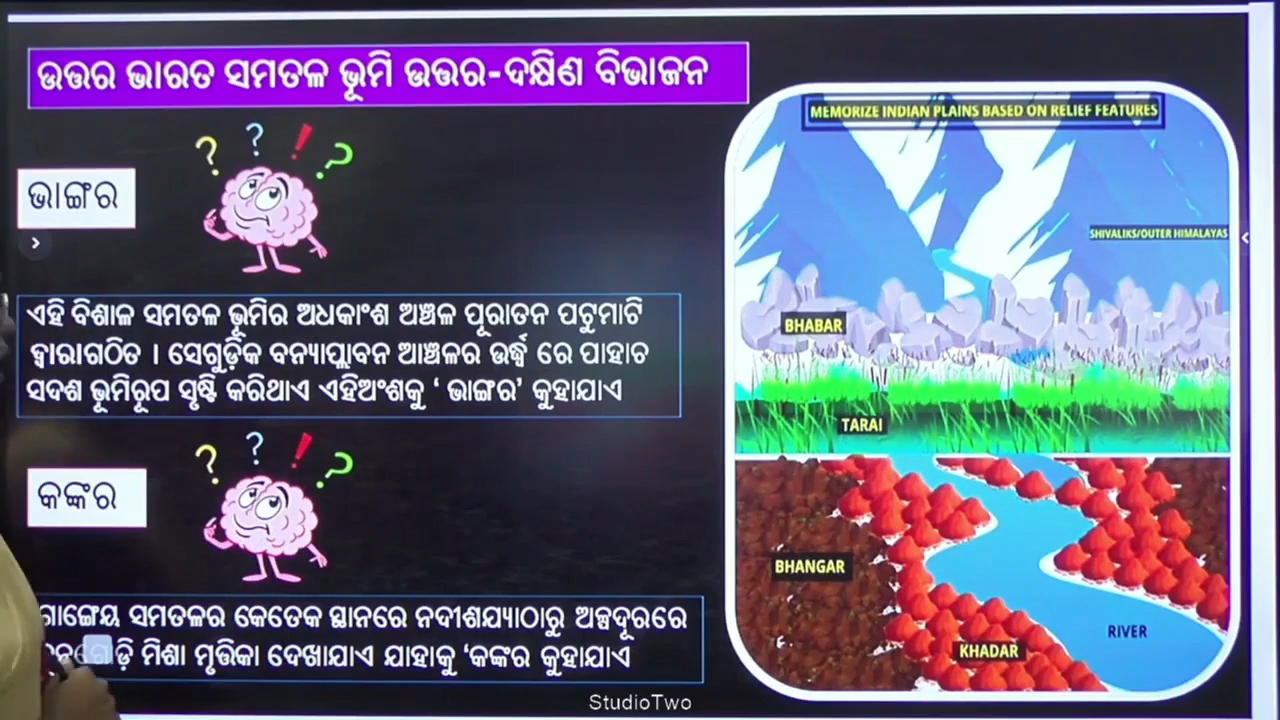 ଉତ୍ତର ଭାରତ ସମତଳ ଭୂମି ଉତ୍ତର-ଦକ୍ଷିଣ ବିଭାଜନ
ଭାଙ୍ଗର
ଏହି ବିଶାଳ ସମତଳ ଭୂମିର ଅଧକାଂଶ ଅଞ୍ଚଳ ପୂରାତନ ପଟୁମାଟି
ଦ୍ଵାରାଗଠିତ । ସେଗୁଡ଼ିକ ବନ୍ୟାପ୍ଲାବନ ଆଞ୍ଚଳର ଉର୍ଦ୍ଧ୍ଵ ରେ ପାହାଚ
ସଦଶ ଭୂମିରୂପ ସୃଷ୍ଟି କରିଥାଏ ଏହିଅଂଶକୁ ‘ ଭାଙ୍ଗର’ କୁହାଯାଏ
କଙ୍କର
ଗାଙ୍ଗେୟ ସମତଳର କେତେକ ସ୍ଥାନରେ ନଦୀଶଯ୍ୟାଠାରୁ ଅଳ୍ପଦୂରରେ
ମିଶା ମୃତ୍ତିକା ଦେଖାଯାଏ ଯାହାକୁ ‘କଙ୍କର କୁହାଯାଏ
MEMORIZE INDIAN PLAINS BASED ON RELIEF FEATURES
SHIVALIKS/OUTER HIMALAYAS
BHABAR
TARAI
BHANGAR
RIVER
KHADAR
StudioTwo